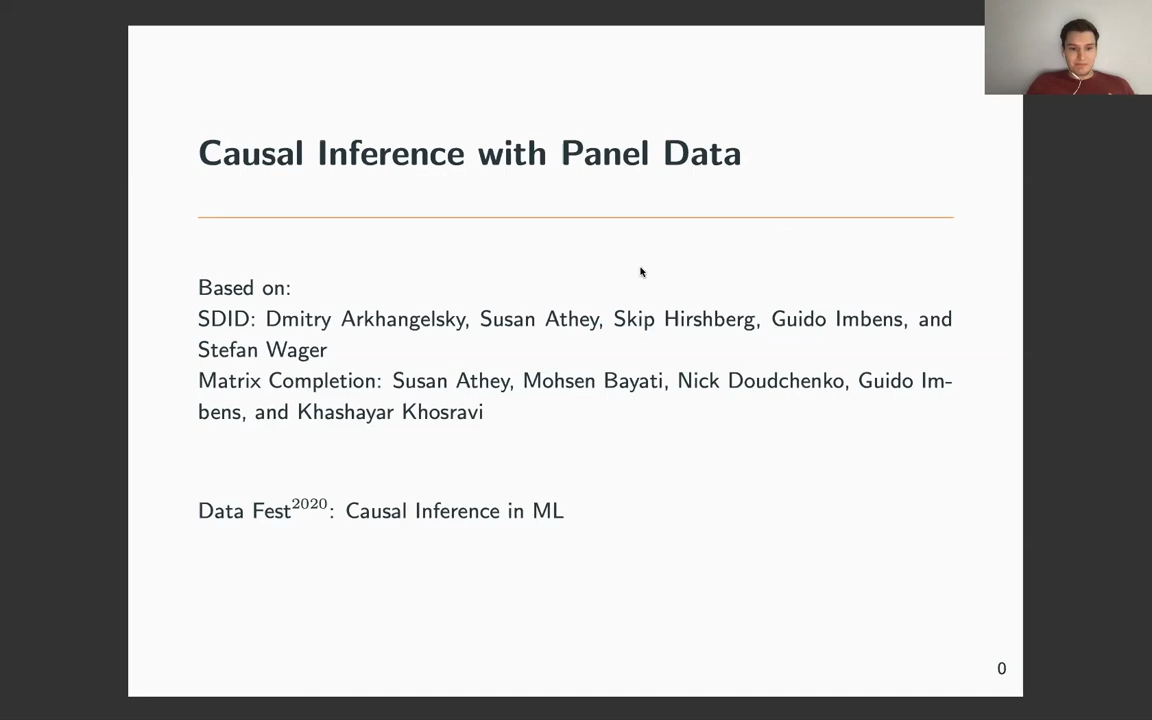 Causal Inference with Panel Data
Based on:
SDID: Dmitry Arkhangelsky, Susan Athey, Skip Hirshberg, Guido Imbens, and
Stefan Wager
Matrix Completion: Susan Athey, Mohsen Bayati, Nick Doudchenko, Guido Im-
bens, and Khashayar Khosravi
Data Fest²⁰²⁰: Causal Inference in ML
0